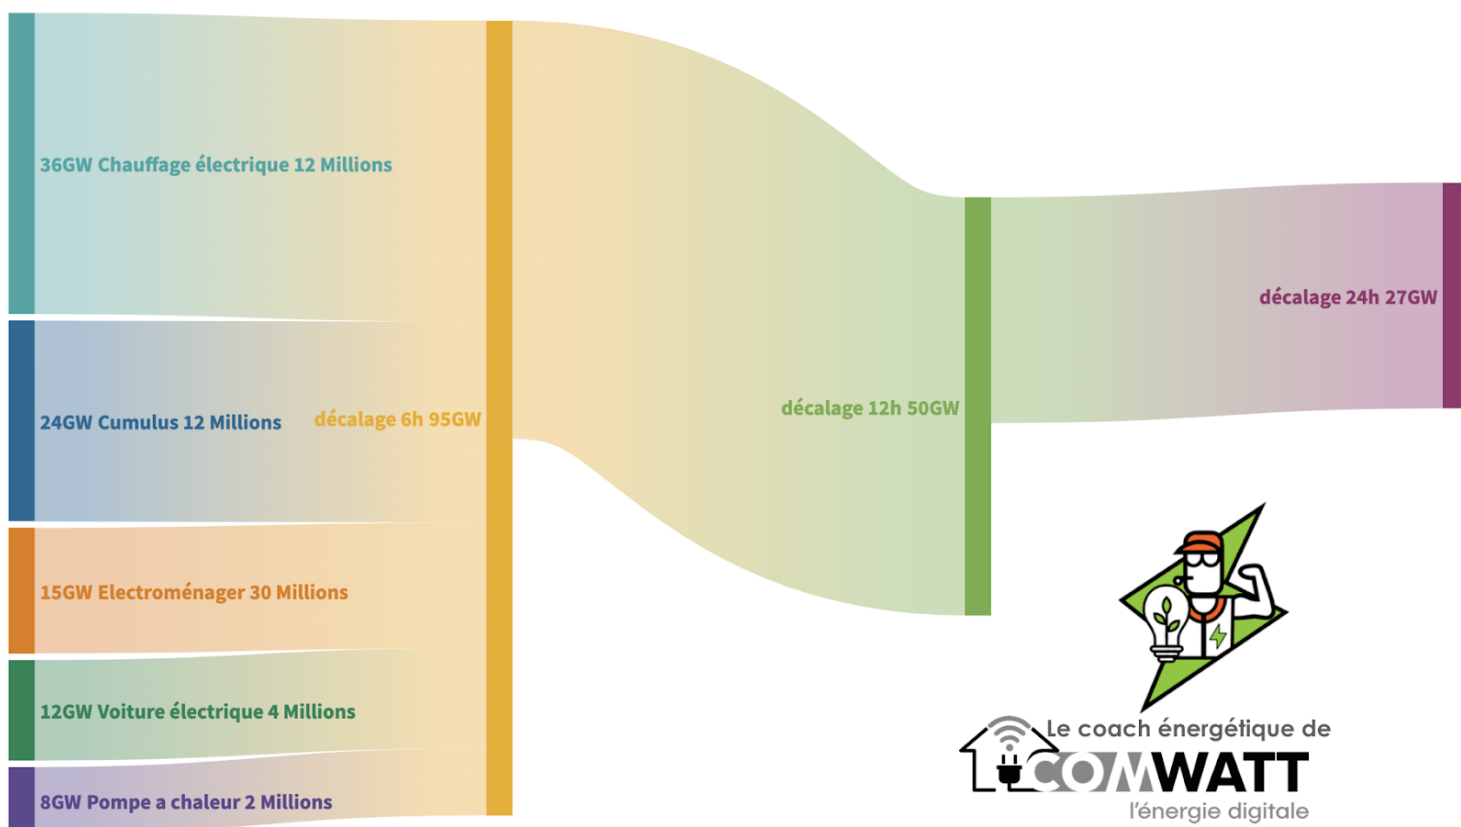 36GW Chauffage électrique 12 Millions
24GW Cumulus 12 Millions
décalage 6h 95GW
15GW Electroménager 30 Millions
12GW Voiture électrique 4 Millions
8GW Pompe a chaleur 2 Millions
décalage 12h 50GW
décalage 24h 27GW
Le coach énergétique de
COMWATT
l'énergie digitale